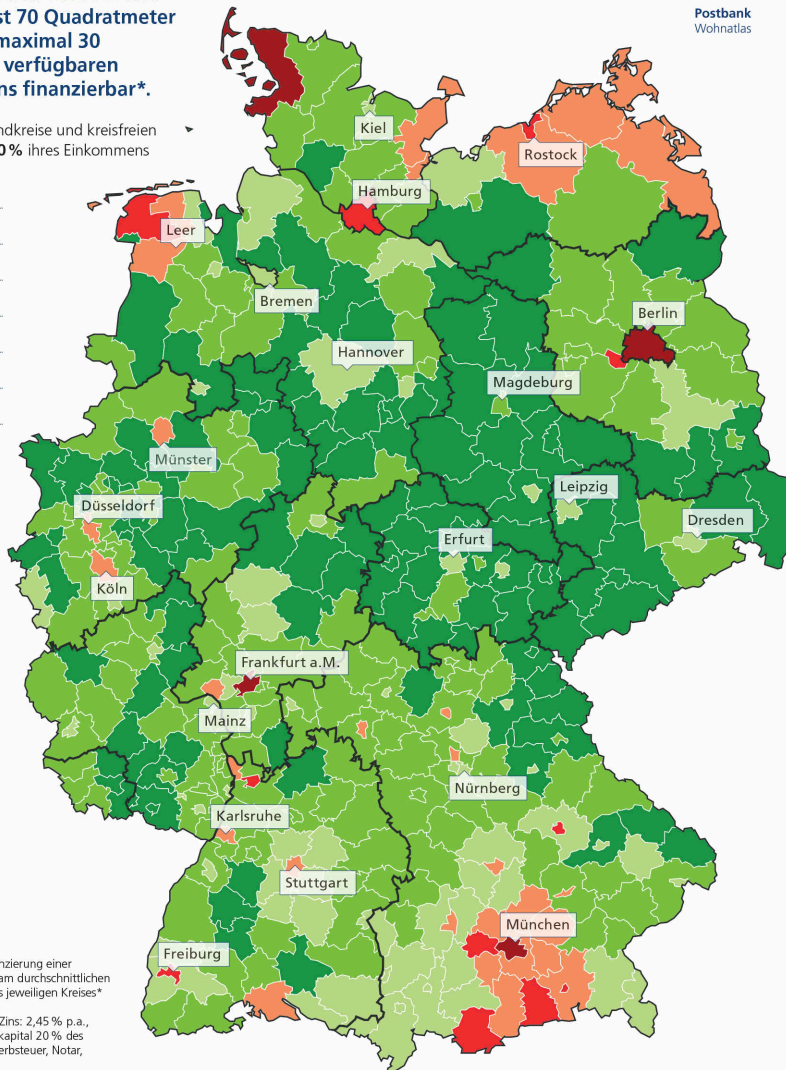 st 70 Quadratmeter
maximal 30
verfügbaren
ns finanzierbar*.
Postbank
Wohnatlas
ndkreise und kreisfreien
0 % ihres Einkommens
Kiel
Rostock
Hamburg
Leer
Bremen
Berlin
Hannover
Magdeburg
Münster
Leipzig
Düsseldorf
Dresden
Erfurt
Köln
Frankfurt a.M.
Mainz
Nürnberg
Karlsruhe
Stuttgart
München
Freiburg
nzierung einer
am durchschnittlichen
s jeweiligen Kreises*
Zins: 2,45 % p.a.,
kapital 20 % des
erbsteuer, Notar,